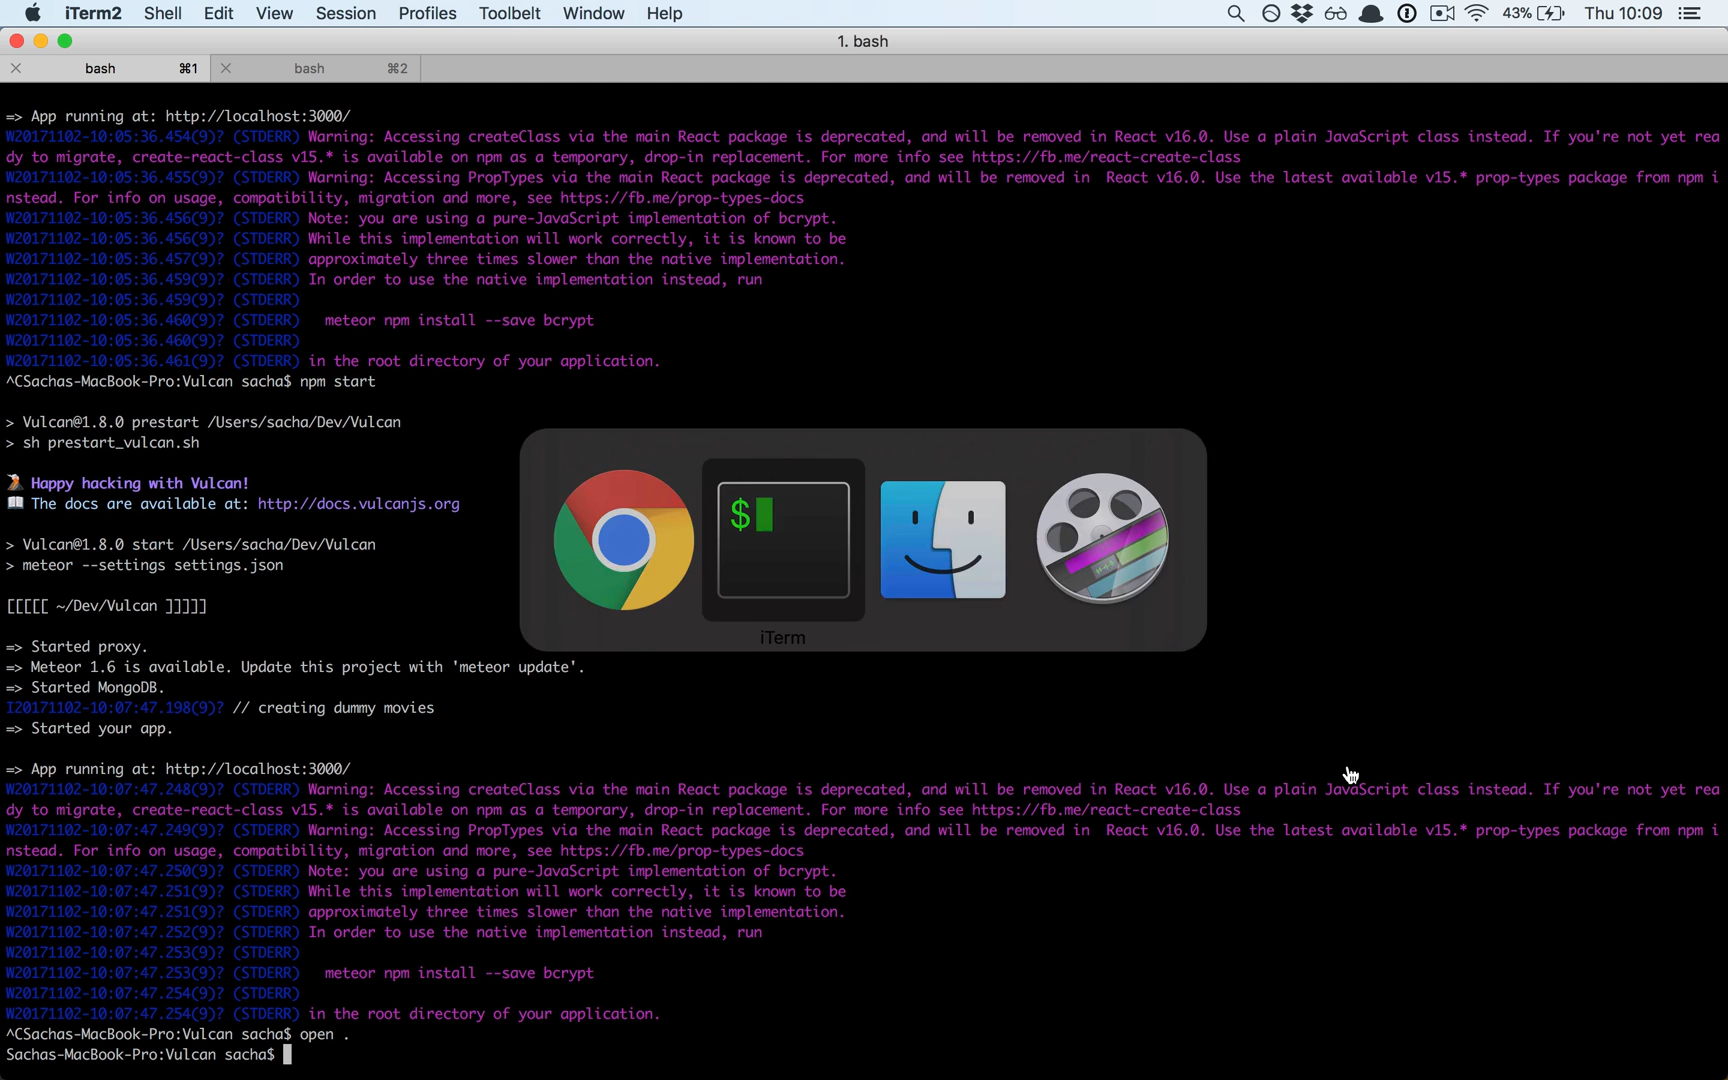 iTerm2 Shell Edit View Session Profiles Toolbelt Window Help 43% Thu 10:09
1. bash
bash ⌘1 bash ⌘2
=> App running at: http://localhost:3000/
W20171102-10:05:36.454(9)? (STDERR) Warning: Accessing createClass via the main React package is deprecated, and will be removed in React v16.0. Use a plain JavaScript class instead. If you're not yet rea
dy to migrate, create-react-class v15.* is available on npm as a temporary, drop-in replacement. For more info see https://fb.me/react-create-class
W20171102-10:05:36.455(9)? (STDERR) Warning: Accessing PropTypes via the main React package is deprecated, and will be removed in  React v16.0. Use the latest available v15.* prop-types package from npm i
nstead. For info on usage, compatibility, migration and more, see https://fb.me/prop-types-docs
W20171102-10:05:36.456(9)? (STDERR) Note: you are using a pure-JavaScript implementation of bcrypt.
W20171102-10:05:36.456(9)? (STDERR) While this implementation will work correctly, it is known to be
W20171102-10:05:36.457(9)? (STDERR) approximately three times slower than the native implementation.
W20171102-10:05:36.459(9)? (STDERR) In order to use the native implementation instead, run
W20171102-10:05:36.459(9)? (STDERR)
W20171102-10:05:36.460(9)? (STDERR)   meteor npm install --save bcrypt
W20171102-10:05:36.460(9)? (STDERR)
W20171102-10:05:36.461(9)? (STDERR) in the root directory of your application.
^CSachas-MacBook-Pro:Vulcan sacha$ npm start
> Vulcan@1.8.0 prestart /Users/sacha/Dev/Vulcan
> sh prestart_vulcan.sh
Happy hacking with Vulcan!
The docs are available at: http://docs.vulcanjs.org
> Vulcan@1.8.0 start /Users/sacha/Dev/Vulcan
> meteor --settings settings.json
[[[[[ ~/Dev/Vulcan ]]]]]
$
iTerm
=> Started proxy.
=> Meteor 1.6 is available. Update this project with 'meteor update'.
=> Started MongoDB.
I20171102-10:07:47.198(9)? // creating dummy movies
=> Started your app.
=> App running at: http://localhost:3000/
W20171102-10:07:47.248(9)? (STDERR) Warning: Accessing createClass via the main React package is deprecated, and will be removed in React v16.0. Use a plain JavaScript class instead. If you're not yet rea
dy to migrate, create-react-class v15.* is available on npm as a temporary, drop-in replacement. For more info see https://fb.me/react-create-class
W20171102-10:07:47.249(9)? (STDERR) Warning: Accessing PropTypes via the main React package is deprecated, and will be removed in  React v16.0. Use the latest available v15.* prop-types package from npm i
nstead. For info on usage, compatibility, migration and more, see https://fb.me/prop-types-docs
W20171102-10:07:47.250(9)? (STDERR) Note: you are using a pure-JavaScript implementation of bcrypt.
W20171102-10:07:47.251(9)? (STDERR) While this implementation will work correctly, it is known to be
W20171102-10:07:47.251(9)? (STDERR) approximately three times slower than the native implementation.
W20171102-10:07:47.252(9)? (STDERR) In order to use the native implementation instead, run
W20171102-10:07:47.253(9)? (STDERR)
W20171102-10:07:47.253(9)? (STDERR)   meteor npm install --save bcrypt
W20171102-10:07:47.254(9)? (STDERR)
W20171102-10:07:47.254(9)? (STDERR) in the root directory of your application.
^CSachas-MacBook-Pro:Vulcan sacha$ open .
Sachas-MacBook-Pro:Vulcan sacha$